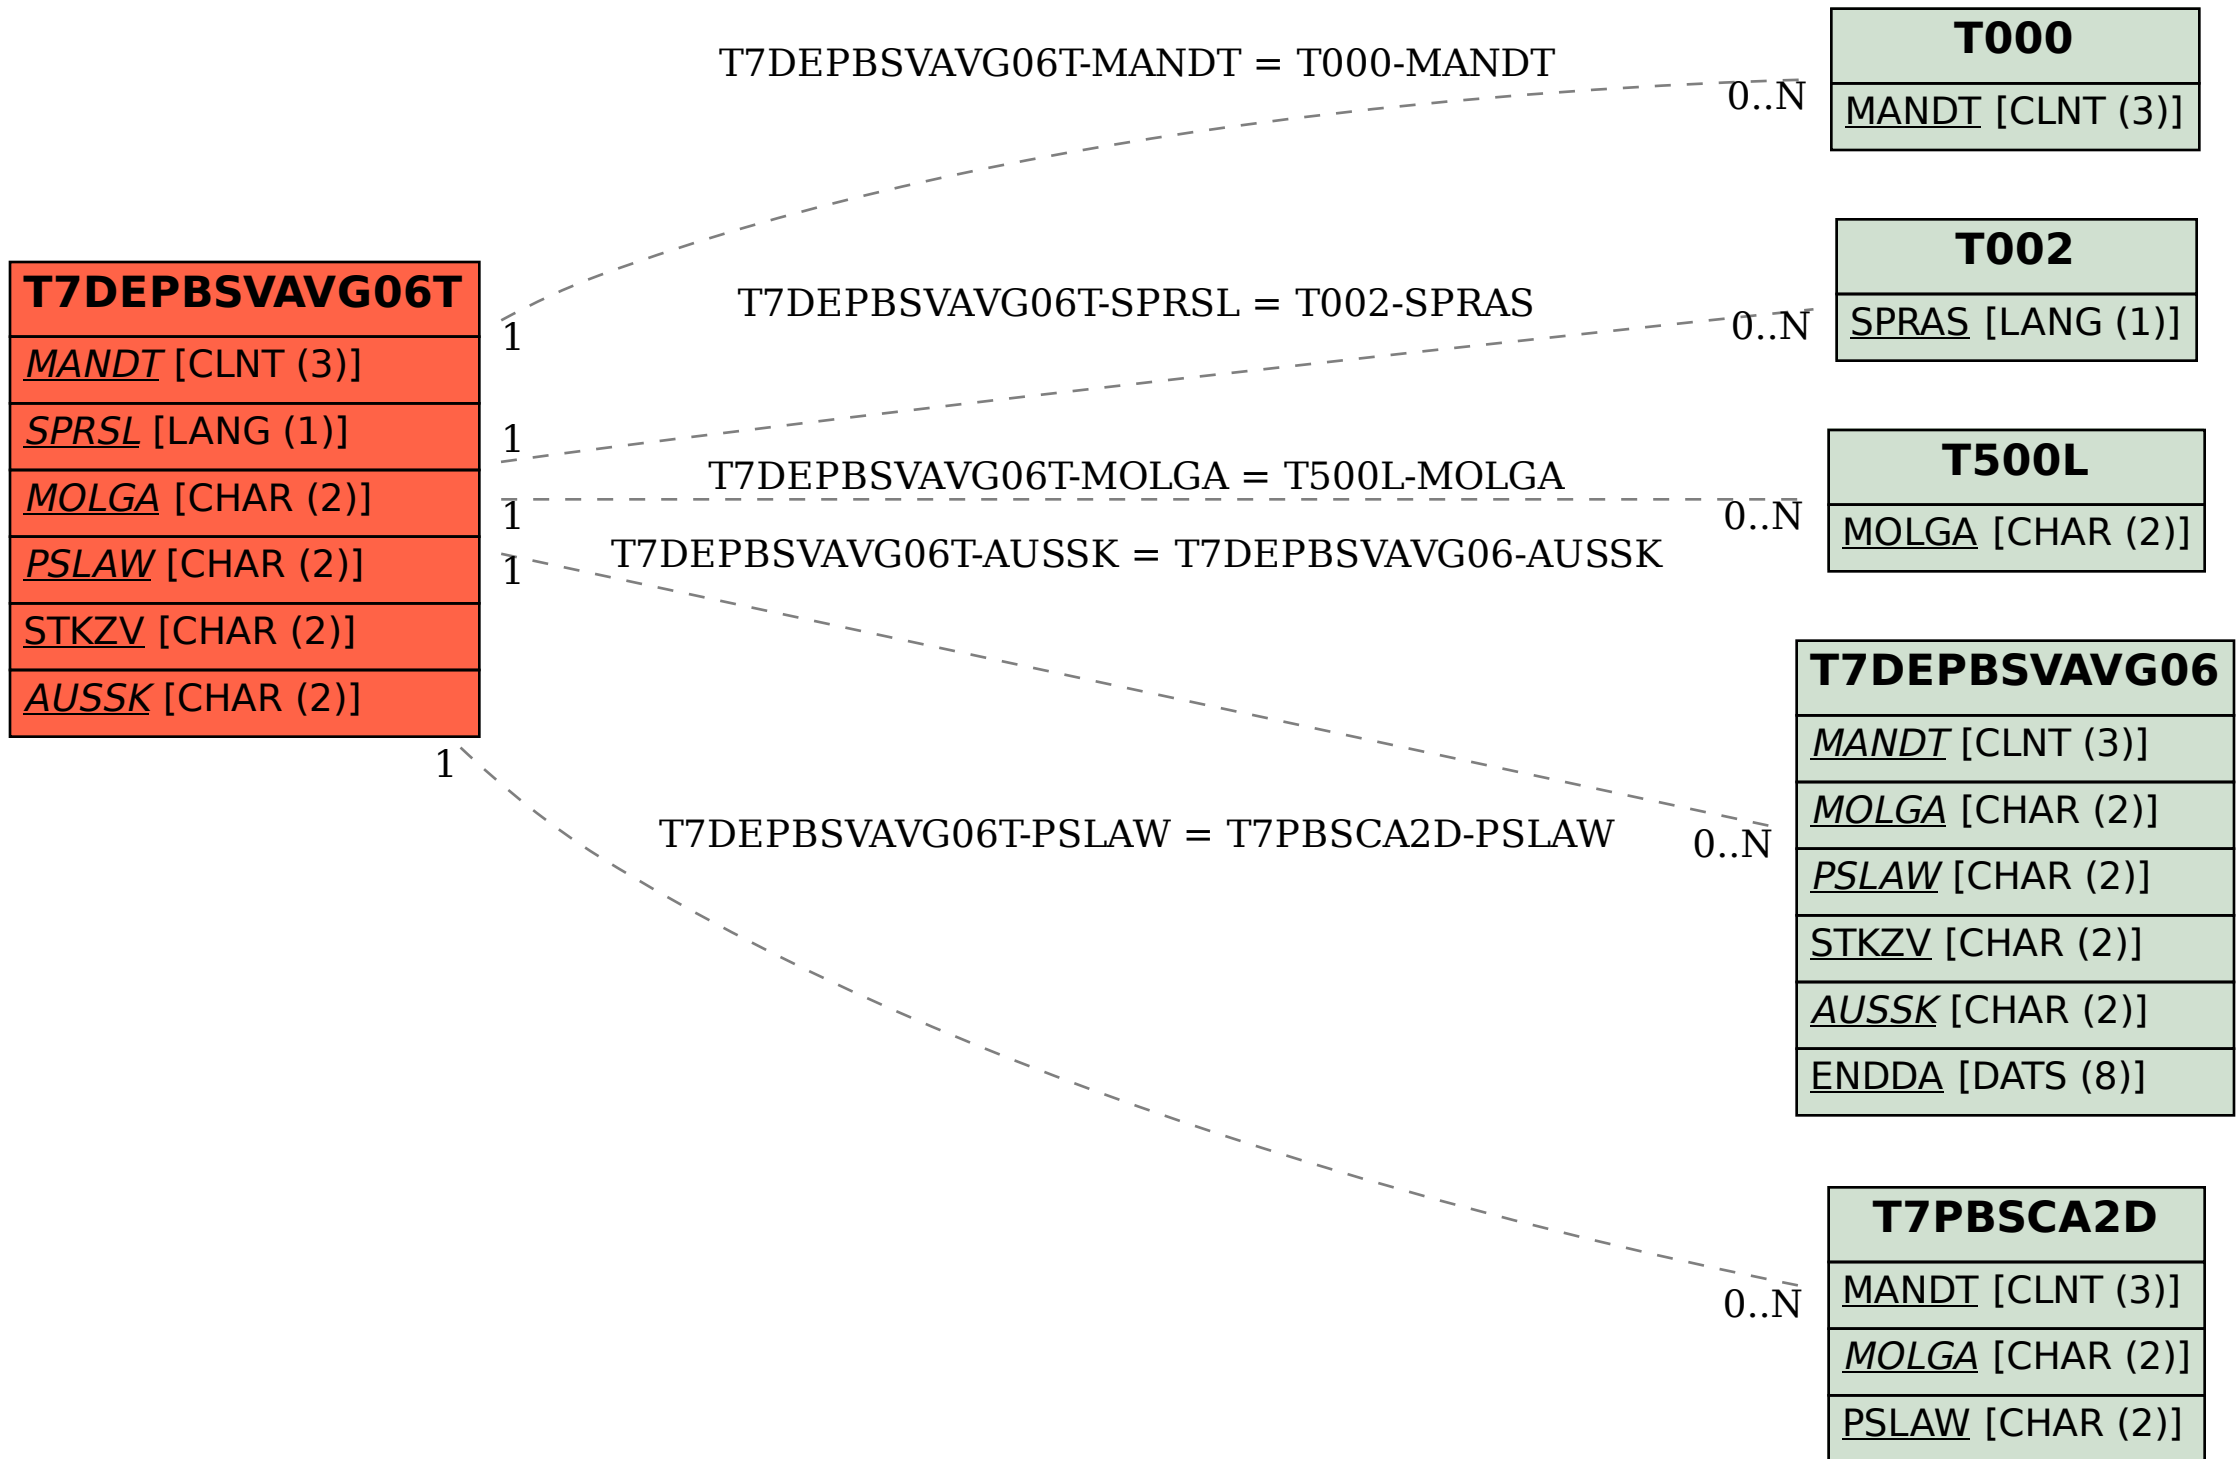 T7DEPBSVAVG06T
MANDT [CLNT (3)]
SPRSL [LANG (1)]
MOLGA [CHAR (2)]
PSLAW [CHAR (2)]
STKZV [CHAR (2)]
AUSSK [CHAR (2)]
T7DEPBSVAVG06T-MANDT = T000-MANDT
1
0..N
T7DEPBSVAVG06T-SPRSL = T002-SPRAS
1
0..N
T7DEPBSVAVG06T-MOLGA = T500L-MOLGA
1
0..N
T7DEPBSVAVG06T-AUSSK = T7DEPBSVAVG06-AUSSK
1
0..N
T7DEPBSVAVG06T-PSLAW = T7PBSCA2D-PSLAW
1
0..N
T000
MANDT [CLNT (3)]
T002
SPRAS [LANG (1)]
T500L
MOLGA [CHAR (2)]
T7DEPBSVAVG06
MANDT [CLNT (3)]
MOLGA [CHAR (2)]
PSLAW [CHAR (2)]
STKZV [CHAR (2)]
AUSSK [CHAR (2)]
ENDDA [DATS (8)]
T7PBSCA2D
MANDT [CLNT (3)]
MOLGA [CHAR (2)]
PSLAW [CHAR (2)]